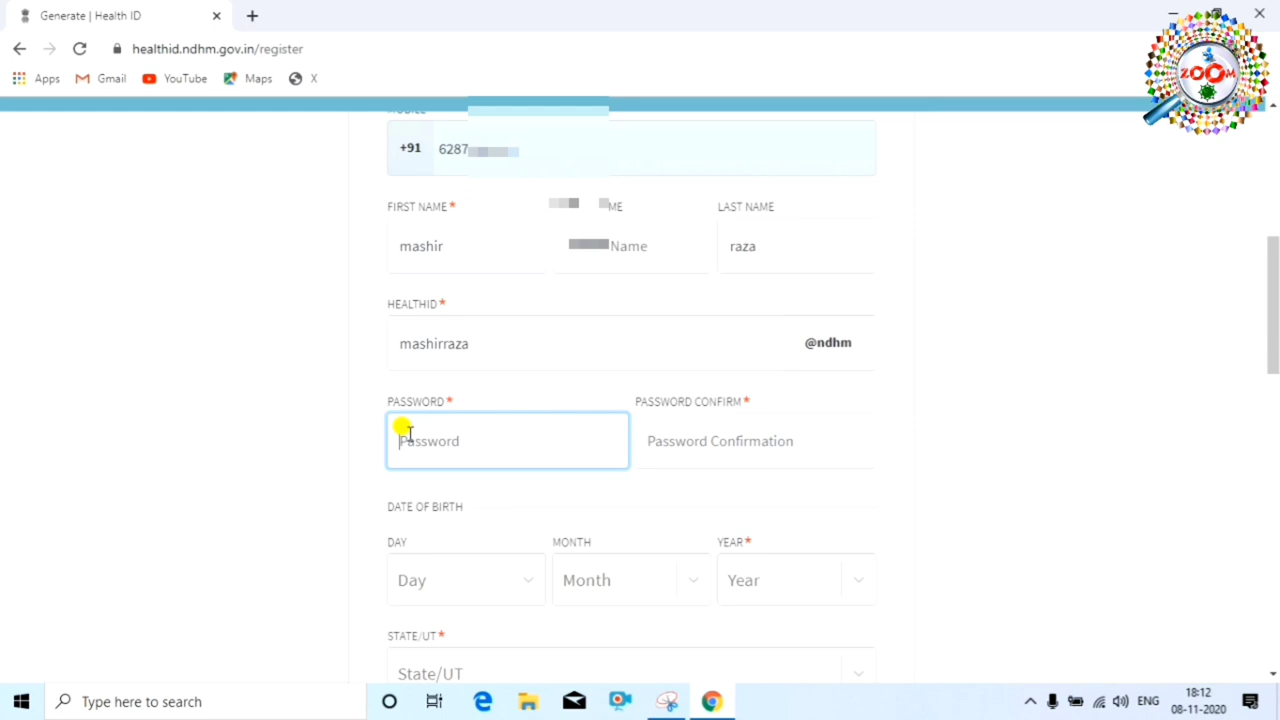 Generate | Health ID
healthid.ndhm.gov.in/register
Apps Gmail YouTube Maps X
ZOOM
+91 6287
FIRST NAME* ME LAST NAME
mashir Name raza
HEALTHID*
mashirraza @ndhm
PASSWORD* PASSWORD CONFIRM*
Password Password Confirmation
DATE OF BIRTH
DAY MONTH YEAR*
Day Month Year
STATE/UT*
State/UT
Type here to search ENG 18:12
08-11-2020